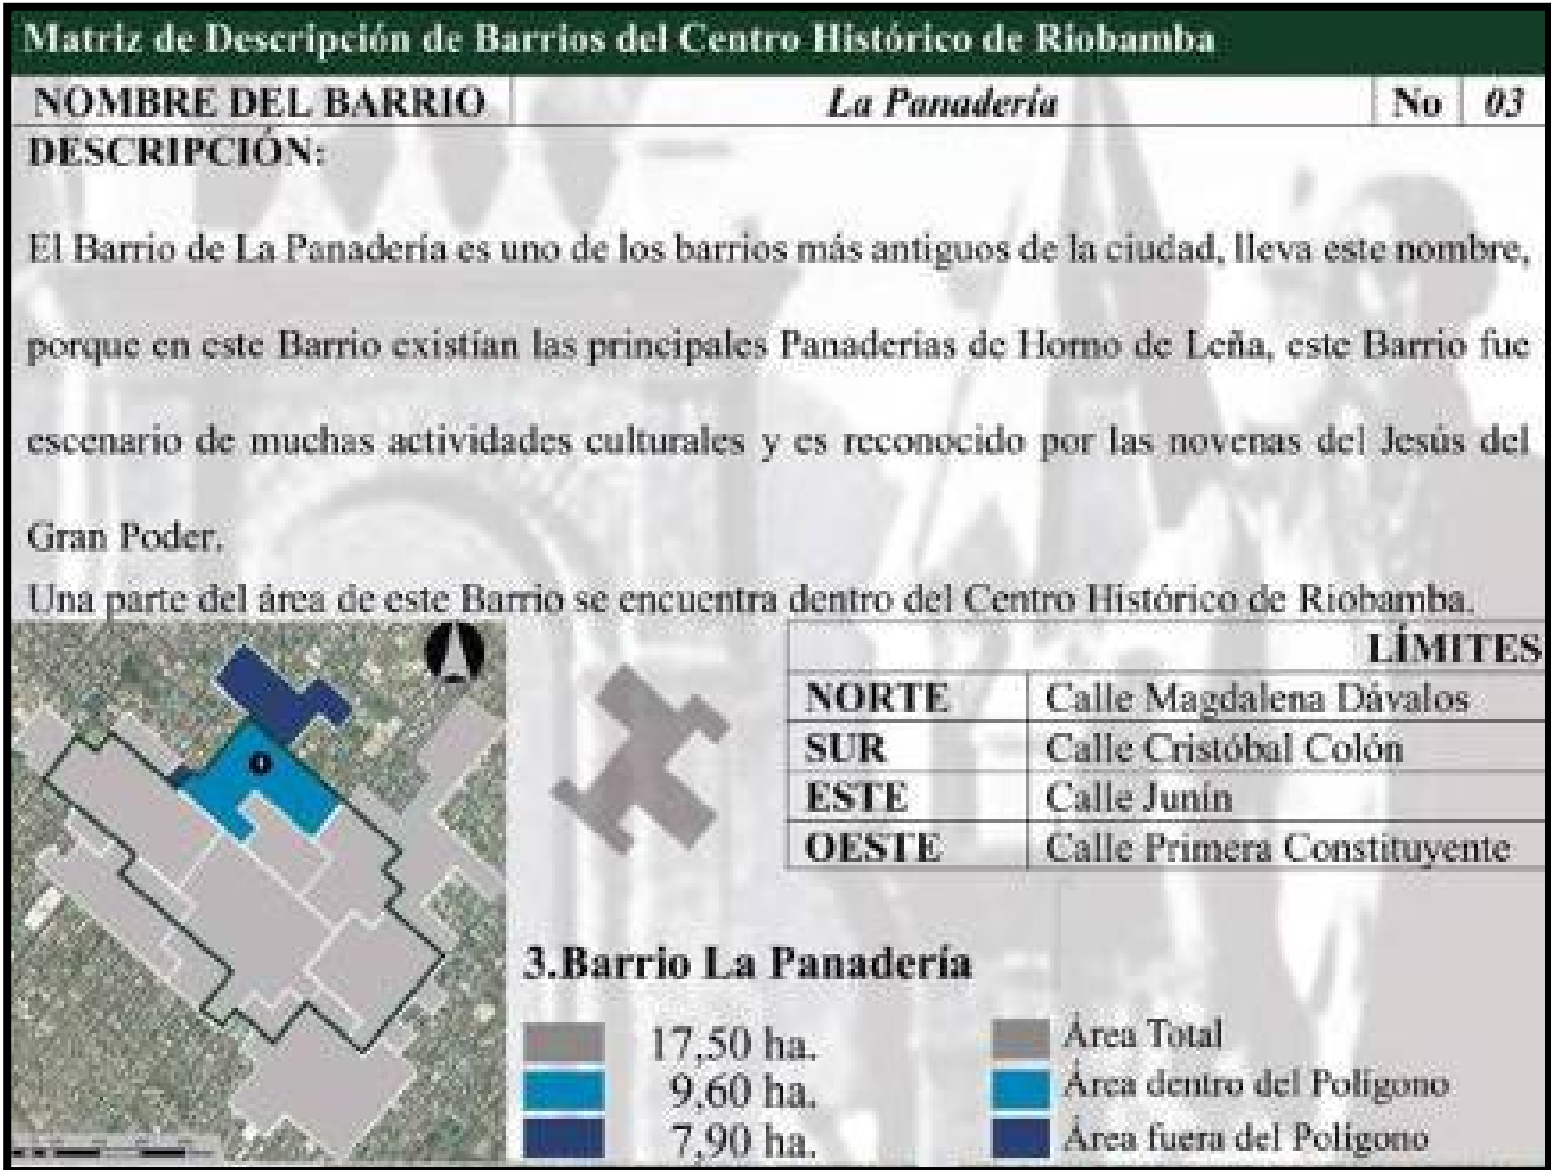 Matriz de Descripción de Barrios del Centro Histórico de Riobamba
NOMBRE DEL BARRIO La Panadería No 03
DESCRIPCIÓN:
El Barrio de La Panadería es uno de los barrios más antiguos de la ciudad, lleva este nombre,
porque en este Barrio existían las principales Panaderias de Horno de Leña, este Barrio fue
escenario de muchas actividades culturales y es reconocido por las novenas del Jesús del
Gran Poder.
Una parte del área de este Barrio se encuentra dentro del Centro Histórico de Riobamba.
LÍMITES
NORTE Calle Magdalena Dávalos
SUR Calle Cristóbal Colón
ESTE Calle Junín
OESTE Calle Primera Constituyente
3.Barrio La Panadería
17,50 ha. Área Total
9,60 ha. Área dentro del Polígono
7,90 ha. Área fuera del Polígono